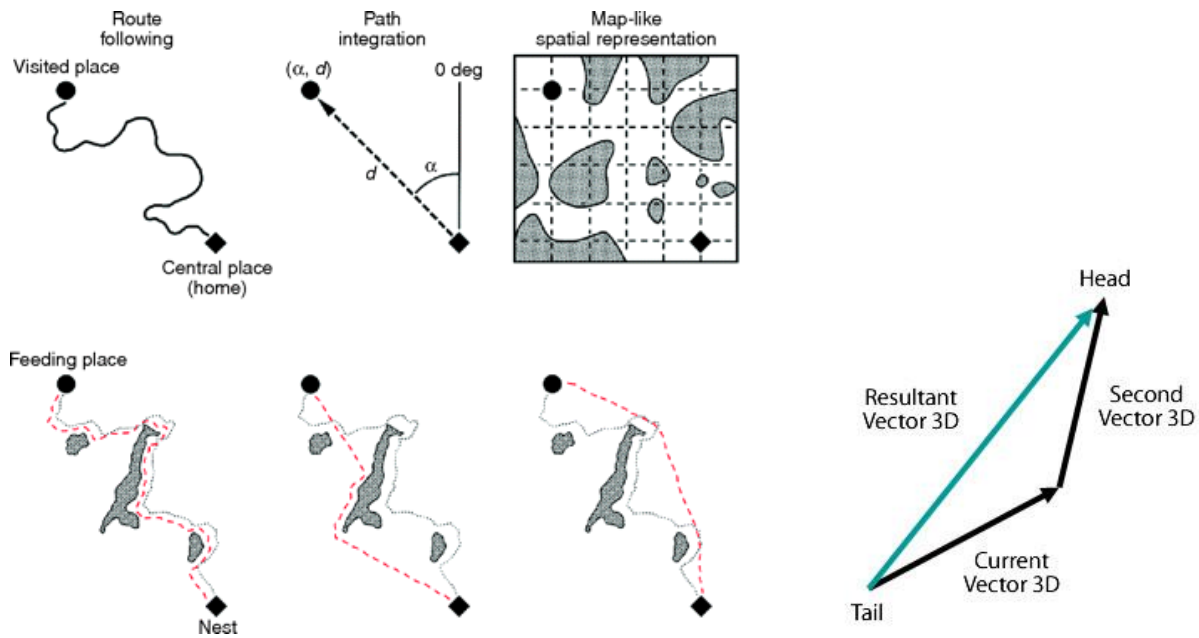 Route
following
Path
integration
Map-like
spatial representation
Visited place
(α, d)
0 deg
α
d
Central place
(home)
Feeding place
Nest
Head
Resultant
Vector 3D
Second
Vector 3D
Current
Vector 3D
Tail